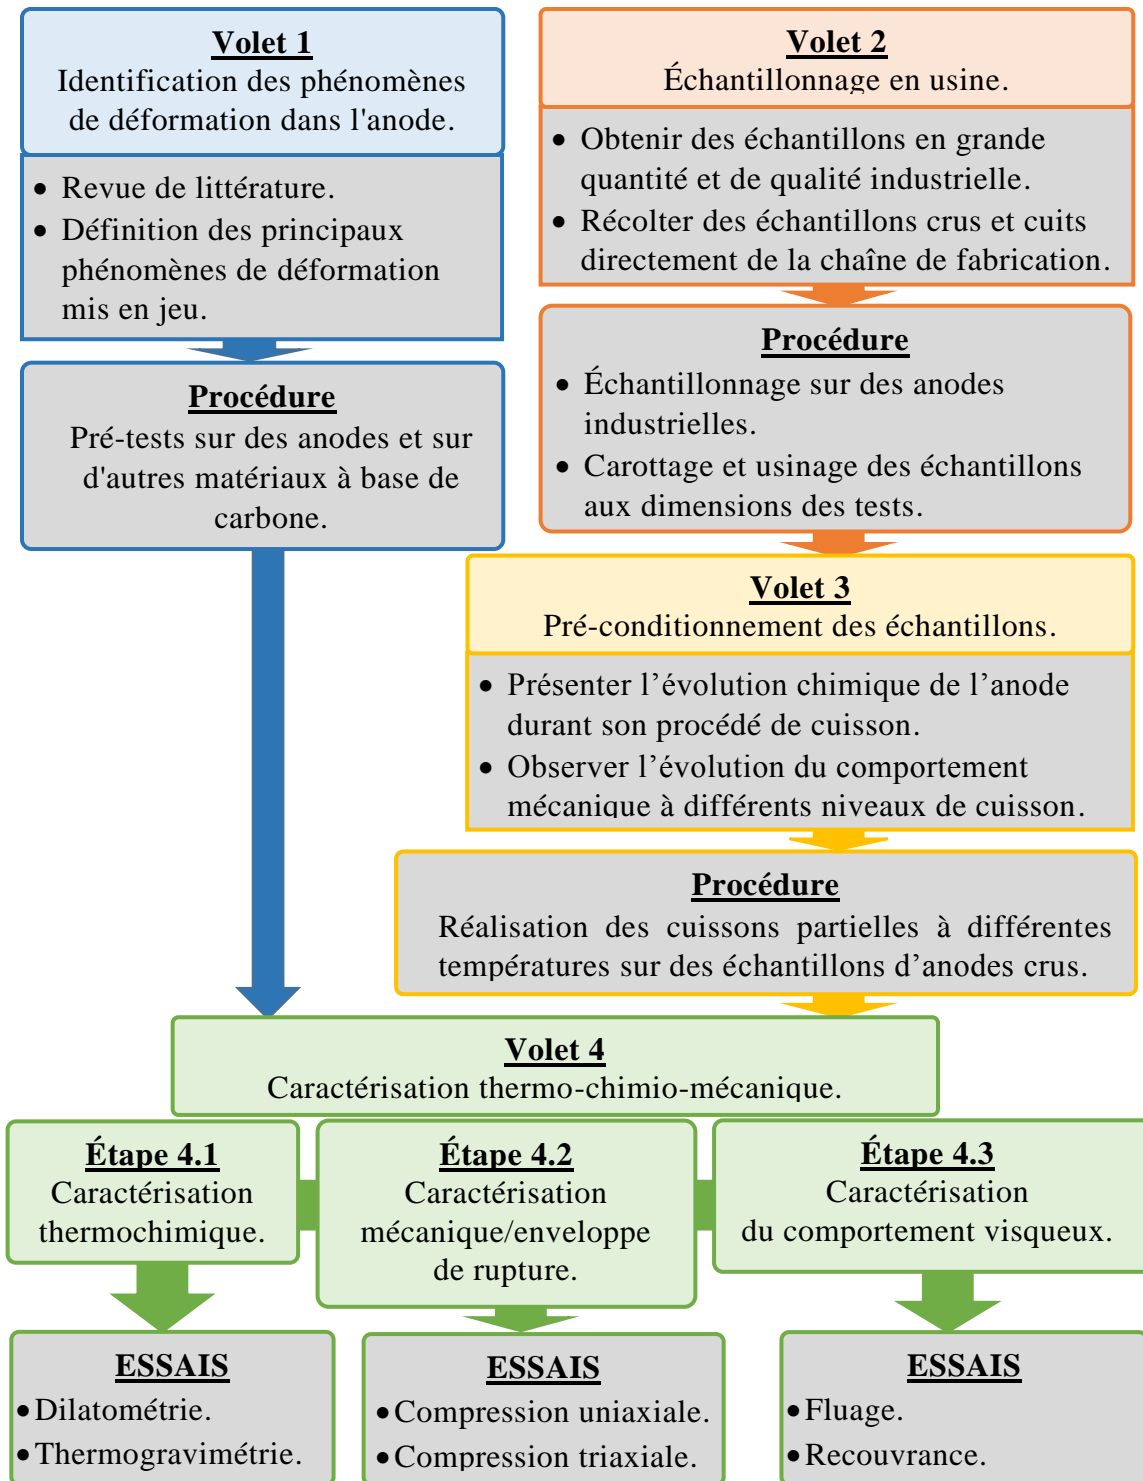 Volet 1
Identification des phénomènes
de déformation dans l'anode.
• Revue de littérature.
• Définition des principaux
phénomènes de déformation
mis en jeu.
Procédure
Pré-tests sur des anodes et sur
d'autres matériaux à base de
carbone.
Volet 2
Échantillonnage en usine.
• Obtenir des échantillons en grande
quantité et de qualité industrielle.
• Récolter des échantillons crus et cuits
directement de la chaîne de fabrication.
Procédure
• Échantillonnage sur des anodes
industrielles.
• Carottage et usinage des échantillons
aux dimensions des tests.
Volet 3
Pré-conditionnement des échantillons.
• Présenter l’évolution chimique de l’anode
durant son procédé de cuisson.
• Observer l’évolution du comportement
mécanique à différents niveaux de cuisson.
Procédure
Réalisation des cuissons partielles à différentes
températures sur des échantillons d’anodes crus.
Volet 4
Caractérisation thermo-chimio-mécanique.
Étape 4.1
Caractérisation
thermochimique.
Étape 4.2
Caractérisation
mécanique/enveloppe
de rupture.
Étape 4.3
Caractérisation
du comportement visqueux.
ESSAIS
• Dilatométrie.
• Thermogravimétrie.
ESSAIS
• Compression uniaxiale.
• Compression triaxiale.
ESSAIS
• Fluage.
• Recouvrance.